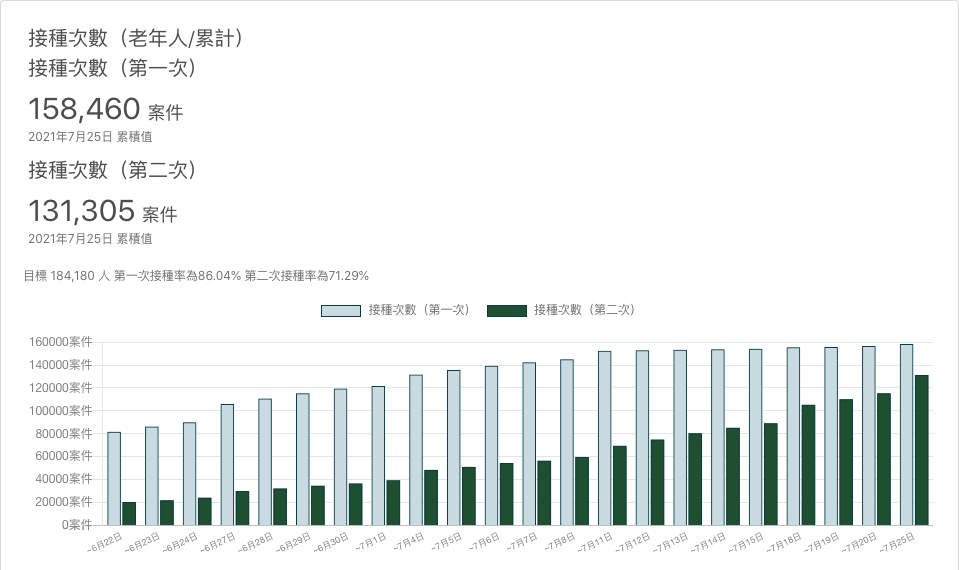 接種次數（老年人/累計）
接種次數（第一次）
158,460 案件
2021年7月25日 累積值
接種次數（第二次）
131,305 案件
2021年7月25日 累積值
目標 184,180 人 第一次接種率為86.04% 第二次接種率為71.29%
接種次數（第一次） 接種次數（第二次）
160000案件
140000案件
120000案件
100000案件
80000案件
60000案件
40000案件
20000案件
0案件
~6月22日 ~6月23日 ~6月24日 ~6月27日 ~6月28日 ~6月29日 ~6月30日 ~7月1日 ~7月4日 ~7月5日 ~7月6日 ~7月7日 ~7月8日 ~7月11日 ~7月12日 ~7月13日 ~7月14日 ~7月15日 ~7月18日 ~7月19日 ~7月20日 ~7月25日